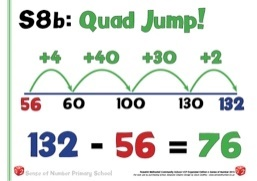 S8b: Quad Jump!
+4 +40 +30 +2
56 60 100 130 132
132 - 56 = 76
Sense of Number Primary School